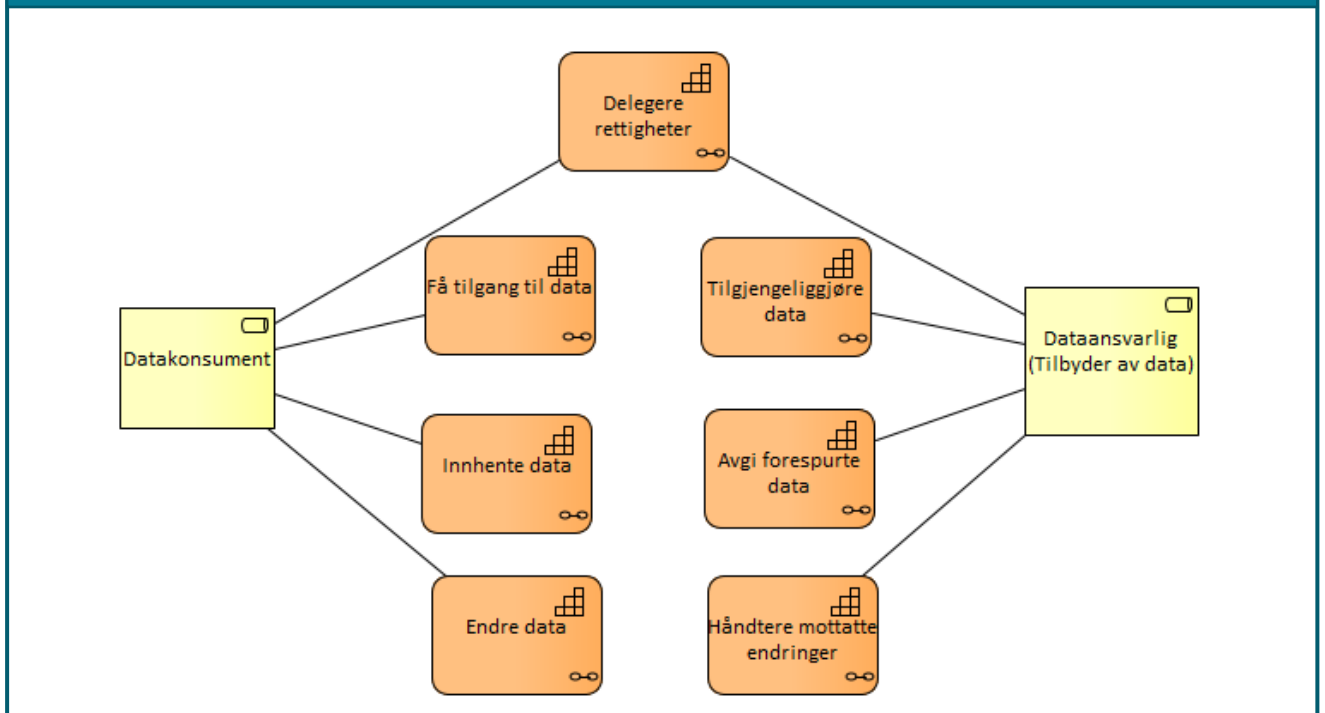 Delegere
rettigheter
Få tilgang til data
Tilgjengeliggjøre
data
Datakonsument
Dataansvarlig
(Tilbyder av data)
Innhente data
Avgi forespurte
data
Endre data
Håndtere mottatte
endringer